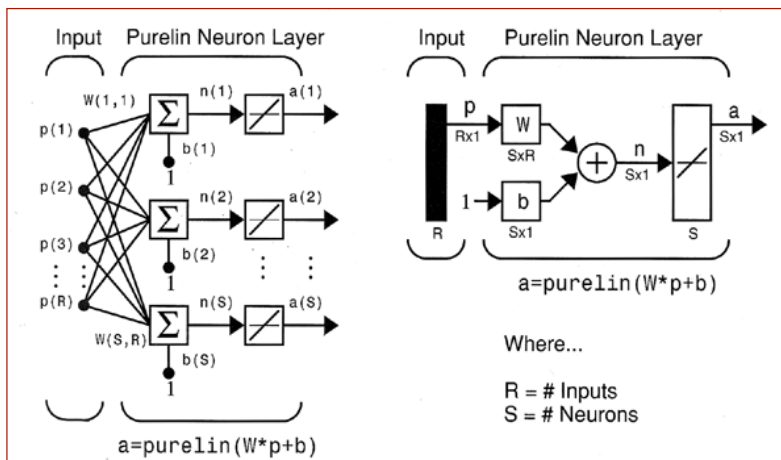 Input Purelin Neuron Layer
W(1,1)
n(1) a(1)
p(1)
Σ
b(1)
1
p(2)
n(2) a(2)
Σ
p(3)
b(2)
1
p(R)
n(S) a(S)
Σ
W(S,R)
b(S)
1
a=purelin(W*p+b)
Input Purelin Neuron Layer
p
Rx1
W
SxR
+
n
Sx1
a
Sx1
1
b
Sx1
R
S
a=purelin(W*p+b)
Where...
R = # Inputs
S = # Neurons